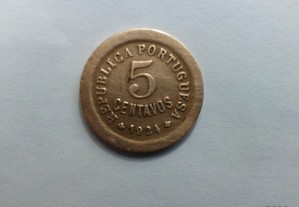 REPUBLICA PORTUGUESA
5
CENTAVOS
* 1924 *